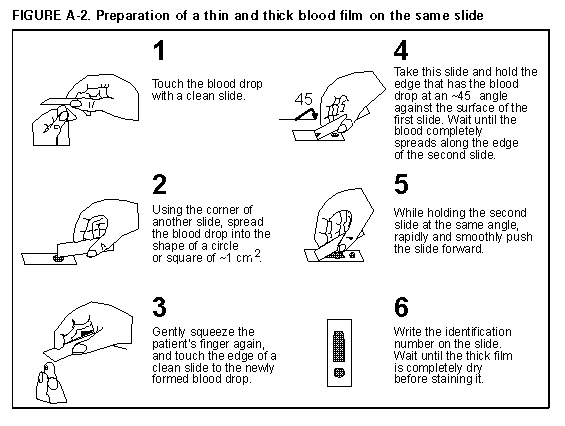 FIGURE A-2. Preparation of a thin and thick blood film on the same slide
1
Touch the blood drop
with a clean slide.
2
Using the corner of
another slide, spread
the blood drop into the
shape of a circle
or square of ~1 cm².
3
Gently squeeze the
patient's finger again,
and touch the edge of a
clean slide to the newly
formed blood drop.
4
Take this slide and hold the
edge that has the blood
drop at an ~45 angle
against the surface of the
first slide. Wait until the
blood completely
spreads along the edge
of the second slide.
45
5
While holding the second
slide at the same angle,
rapidly and smoothly push
the slide forward.
6
Write the identification
number on the slide.
Wait until the thick film
is completely dry
before staining it.